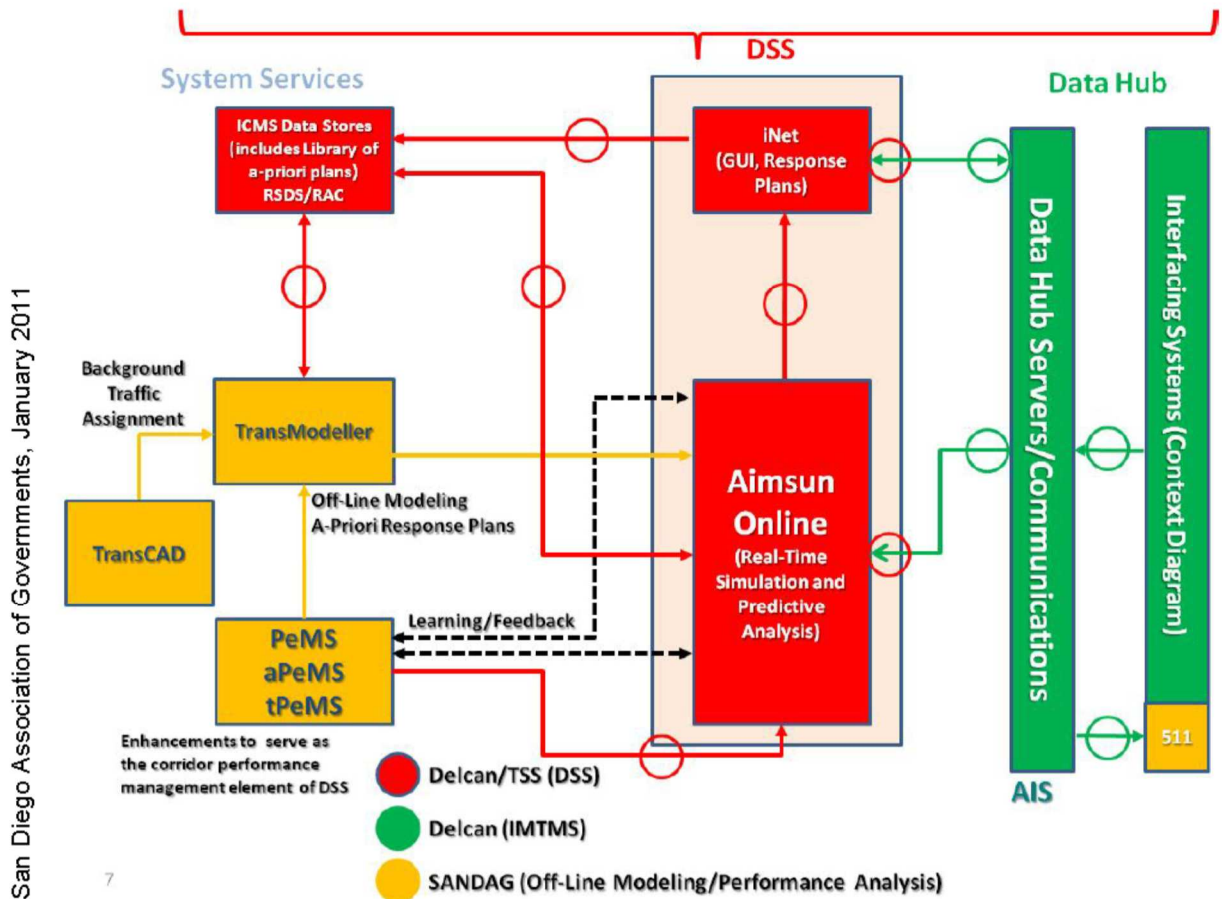 DSS
System Services
Data Hub
ICMS Data Stores
(includes Library of
a-priori plans)
RSDS/RAC
iNet
(GUI, Response
Plans)
Data Hub Servers/Communications
Interfacing Systems (Context Diagram)
San Diego Association of Governments, January 2011
Background
Traffic
Assignment
TransModeller
Off-Line Modeling
A-Priori Response Plans
TransCAD
Aimsun
Online
(Real-Time
Simulation and
Predictive
Analysis)
Learning/Feedback
PeMS
aPeMS
tPeMS
511
Enhancements to serve as
the corridor performance
management element of DSS
AIS
Delcan/TSS (DSS)
Delcan (IMTMS)
SANDAG (Off-Line Modeling/Performance Analysis)
7